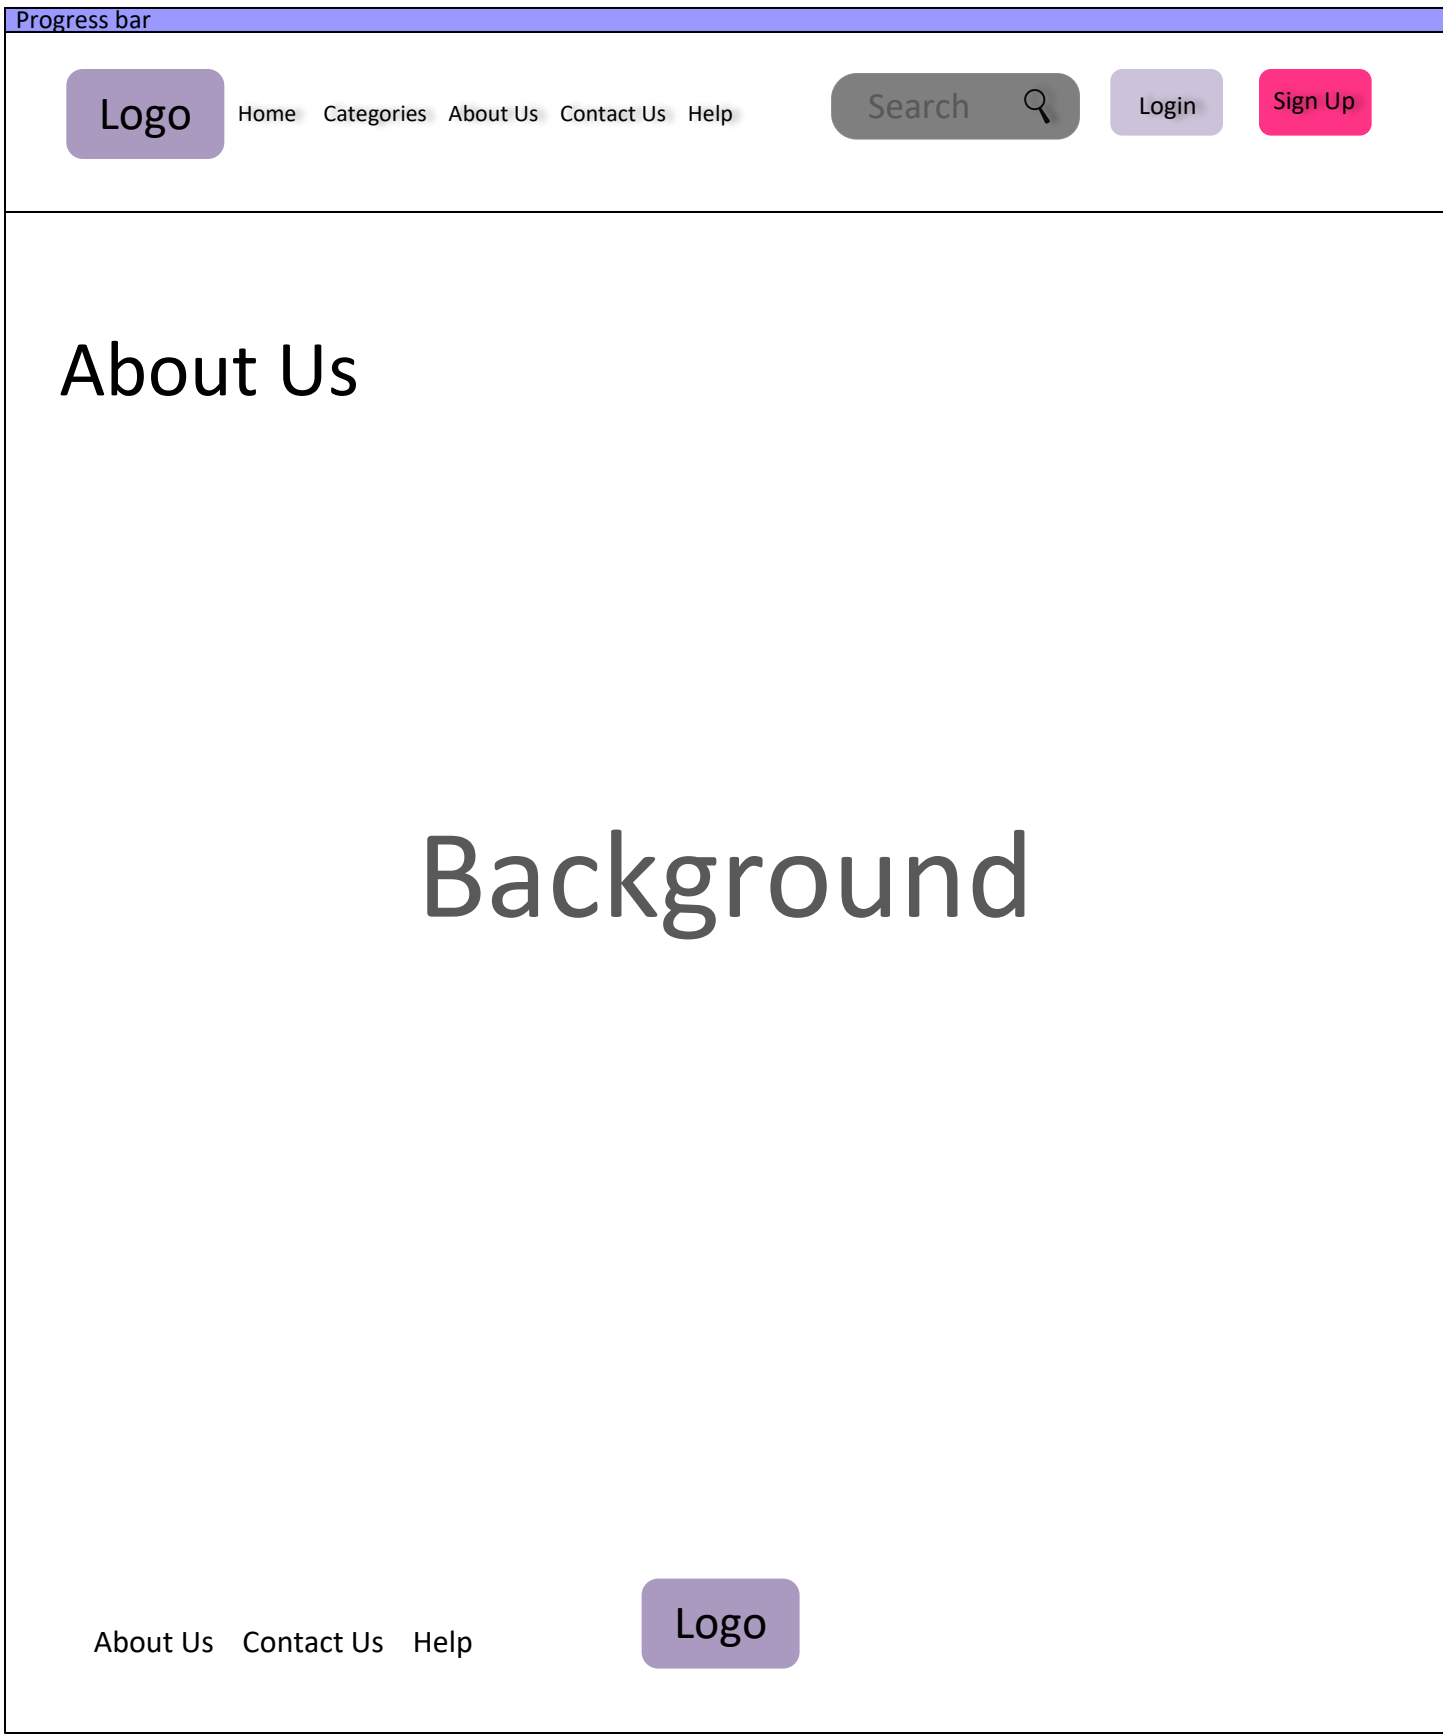 Progress bar
Logo Home Categories About Us Contact Us Help Search Login Sign Up
About Us
Background
About Us Contact Us Help Logo